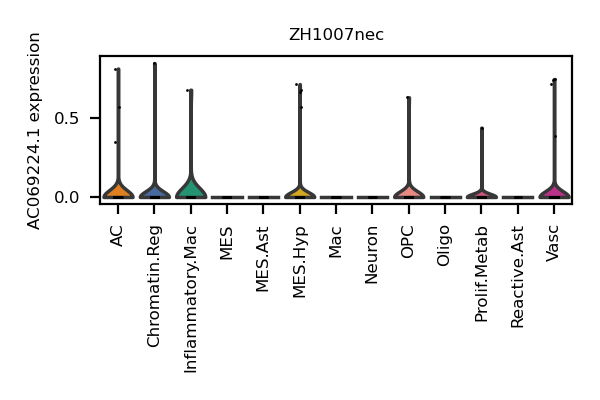 ZH1007nec
AC069224.1 expression
0.5
0.0
AC
Chromatin.Reg
Inflammatory.Mac
MES
MES.Ast
MES.Hyp
Mac
Neuron
OPC
Oligo
Prolif.Metab
Reactive.Ast
Vasc